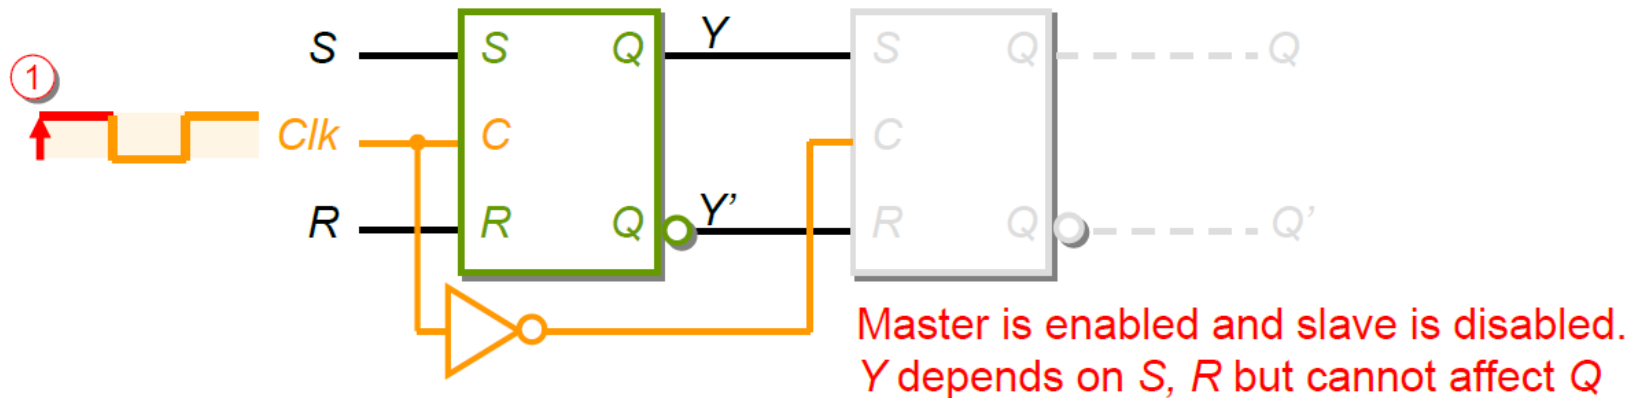 S S Q Y S Q Q
1
Clk C C
R R Q Y’ R Q Q’
Master is enabled and slave is disabled.
Y depends on S, R but cannot affect Q